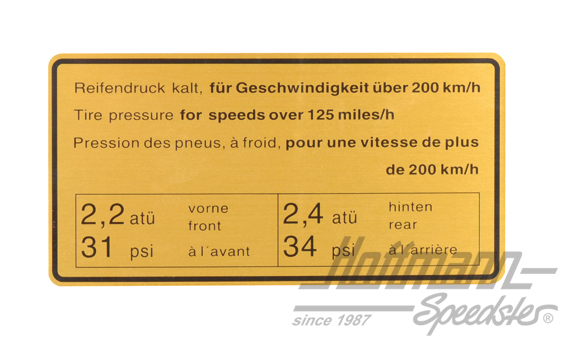 Reifendruck kalt, für Geschwindigkeit über 200 km/h
Tire pressure for speeds over 125 miles/h
Pression des pneus, à froid, pour une vitesse de plus
de 200 km/h
2,2 atü vorne front
31 psi à l´avant
2,4 atü hinten rear
34 psi à l´arrière
Hoffmann
Speedster®
since 1987